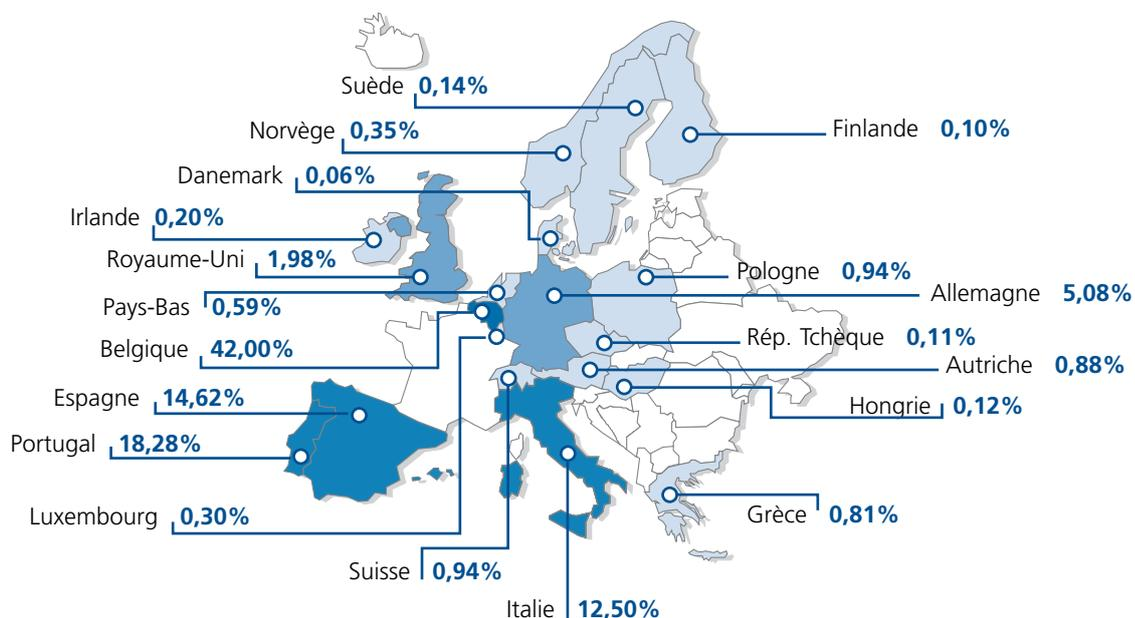 Suède 0,14%
Norvège 0,35%
Finlande 0,10%
Danemark 0,06%
Irlande 0,20%
Royaume-Uni 1,98%
Pologne 0,94%
Allemagne 5,08%
Pays-Bas 0,59%
Rép. Tchèque 0,11%
Belgique 42,00%
Autriche 0,88%
Espagne 14,62%
Hongrie 0,12%
Portugal 18,28%
Luxembourg 0,30%
Grèce 0,81%
Suisse 0,94%
Italie 12,50%